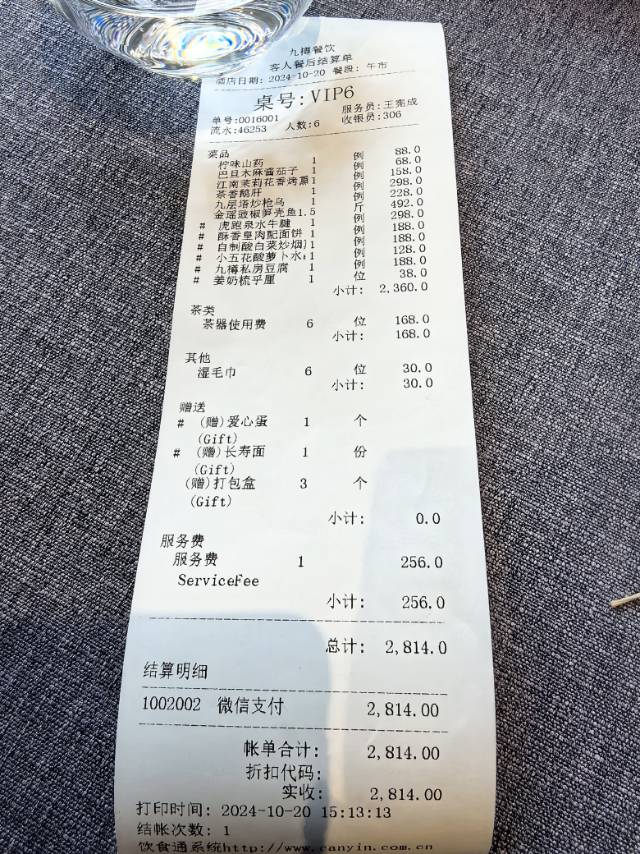 九樽餐饮
客人餐后结算单
酒店日期: 2024-10-20 餐段: 午市
桌号:VIP6
单号:0016001 服务员:王宪成
流水:46253 人数:6 收银员:306
菜品
柠味山药 1 例 88.0
巴旦木麻酱茄子 1 例 68.0
江南茉莉花香烤 1 例 158.0
茶香鹅肝 1 例 298.0
九层塔炒枪乌 1 例 228.0
金瑶豉椒笋壳鱼1.5 斤 492.0
# 虎跑泉水牛腱 1 例 298.0
# 酥香皇肉配面饼 1 例 188.0
# 自制酸白菜炒烟 1 例 188.0
# 小五花酸萝卜水 1 例 128.0
# 九樽私房豆腐 1 例 188.0
# 姜奶梳乎厘 1 位 38.0
小计: 2,360.0
茶类
茶器使用费 6 位 168.0
小计: 168.0
其他
湿毛巾 6 位 30.0
小计: 30.0
赠送
# (赠)爱心蛋 1 个
(Gift)
# (赠)长寿面 1 份
(Gift)
(赠)打包盒 3 个
(Gift)
小计: 0.0
服务费
服务费 1 256.0
ServiceFee
小计: 256.0
总计: 2,814.0
结算明细
1002002 微信支付 2,814.00
帐单合计: 2,814.00
折扣代码:
实收: 2,814.00
打印时间: 2024-10-20 15:13:13
结帐次数: 1
饮食通系统http://www.canyin.com.cn